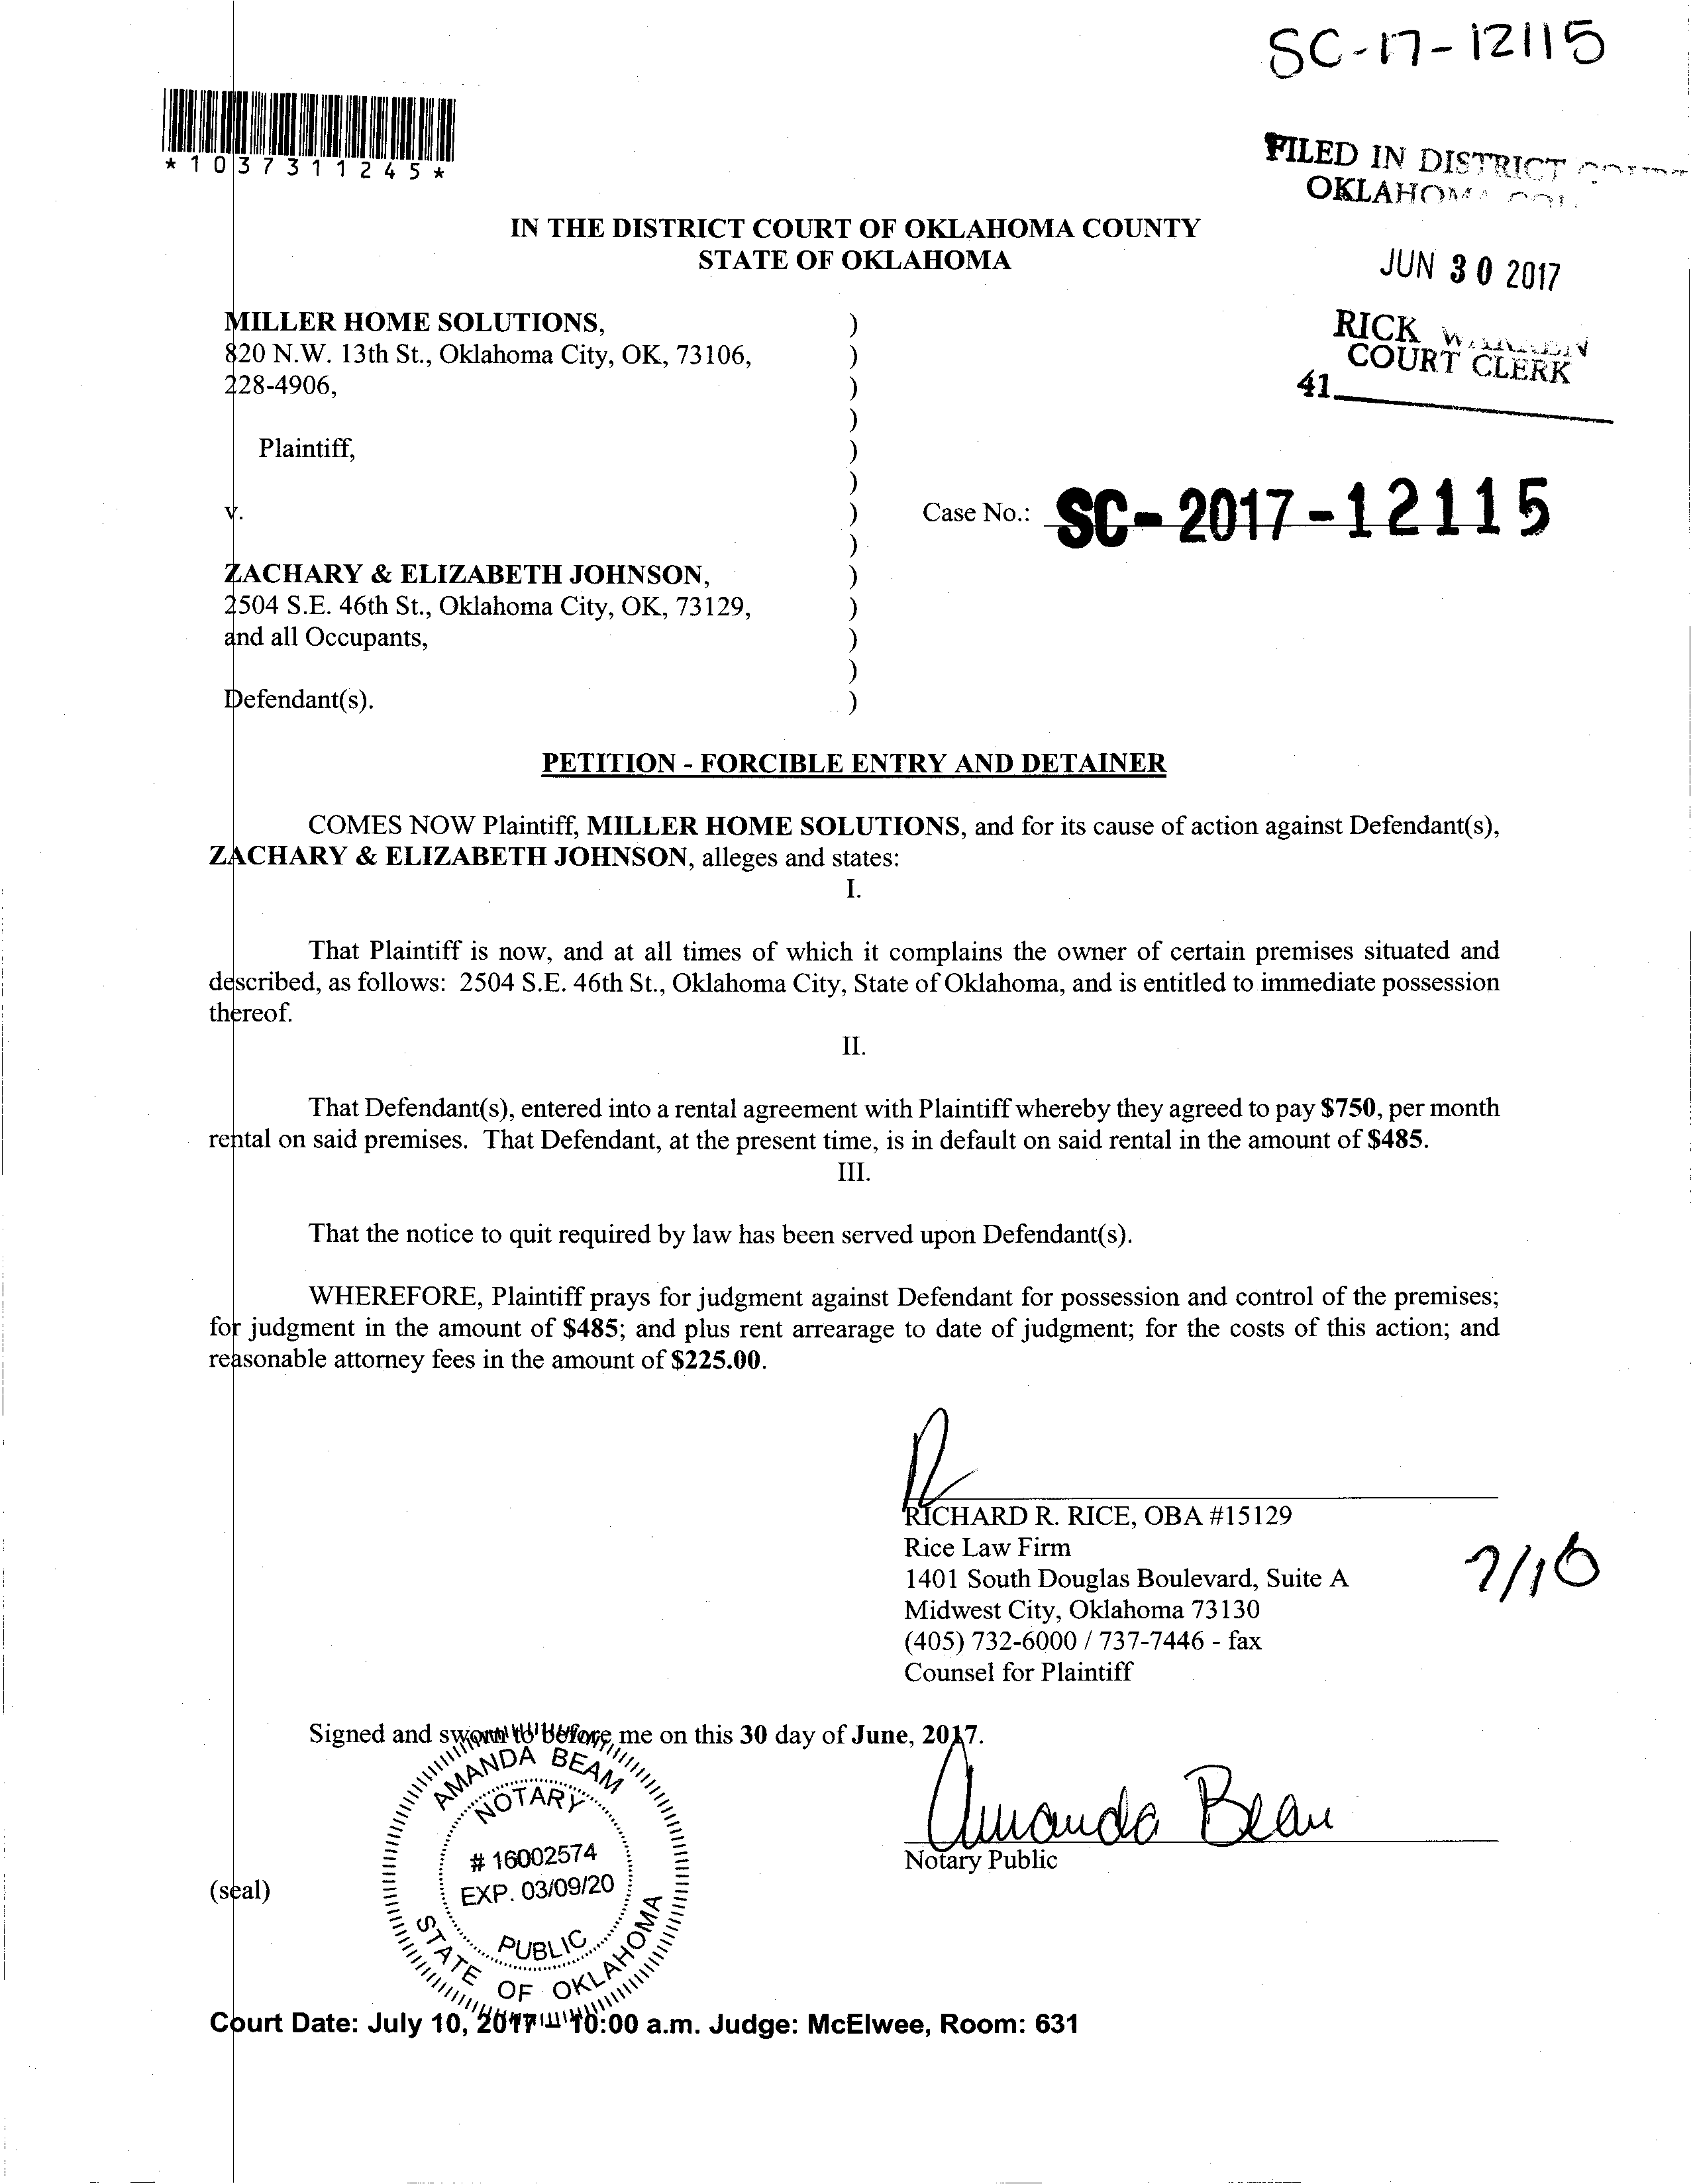 SC-17-12115
*1037311245*
FILED IN DISTRICT
OKLAHOMA
JUN 30 2017
RICK WARREN
COURT CLERK
41
IN THE DISTRICT COURT OF OKLAHOMA COUNTY
STATE OF OKLAHOMA
MILLER HOME SOLUTIONS, )
820 N.W. 13th St., Oklahoma City, OK, 73106, )
228-4906, )
)
Plaintiff, )
)
v. ) Case No.: SC-2017-12115
)
ZACHARY & ELIZABETH JOHNSON, )
2504 S.E. 46th St., Oklahoma City, OK, 73129, )
and all Occupants, )
)
Defendant(s). )
PETITION - FORCIBLE ENTRY AND DETAINER
COMES NOW Plaintiff, MILLER HOME SOLUTIONS, and for its cause of action against Defendant(s),
ZACHARY & ELIZABETH JOHNSON, alleges and states:
I.
That Plaintiff is now, and at all times of which it complains the owner of certain premises situated and
described, as follows: 2504 S.E. 46th St., Oklahoma City, State of Oklahoma, and is entitled to immediate possession
thereof.
II.
That Defendant(s), entered into a rental agreement with Plaintiff whereby they agreed to pay $750, per month
rental on said premises. That Defendant, at the present time, is in default on said rental in the amount of $485.
III.
That the notice to quit required by law has been served upon Defendant(s).
WHEREFORE, Plaintiff prays for judgment against Defendant for possession and control of the premises;
for judgment in the amount of $485; and plus rent arrearage to date of judgment; for the costs of this action; and
reasonable attorney fees in the amount of $225.00.
RICHARD R. RICE, OBA #15129
Rice Law Firm
1401 South Douglas Boulevard, Suite A
Midwest City, Oklahoma 73130
(405) 732-6000 / 737-7446 - fax
Counsel for Plaintiff
7/10
Signed and sworn to before me on this 30 day of June, 2017.
AMANDA BEAM
NOTARY
# 16002574
EXP. 03/09/20
PUBLIC
STATE OF OKLAHOMA
Amanda Beam
Notary Public
(seal)
Court Date: July 10, 2017 10:00 a.m. Judge: McElwee, Room: 631